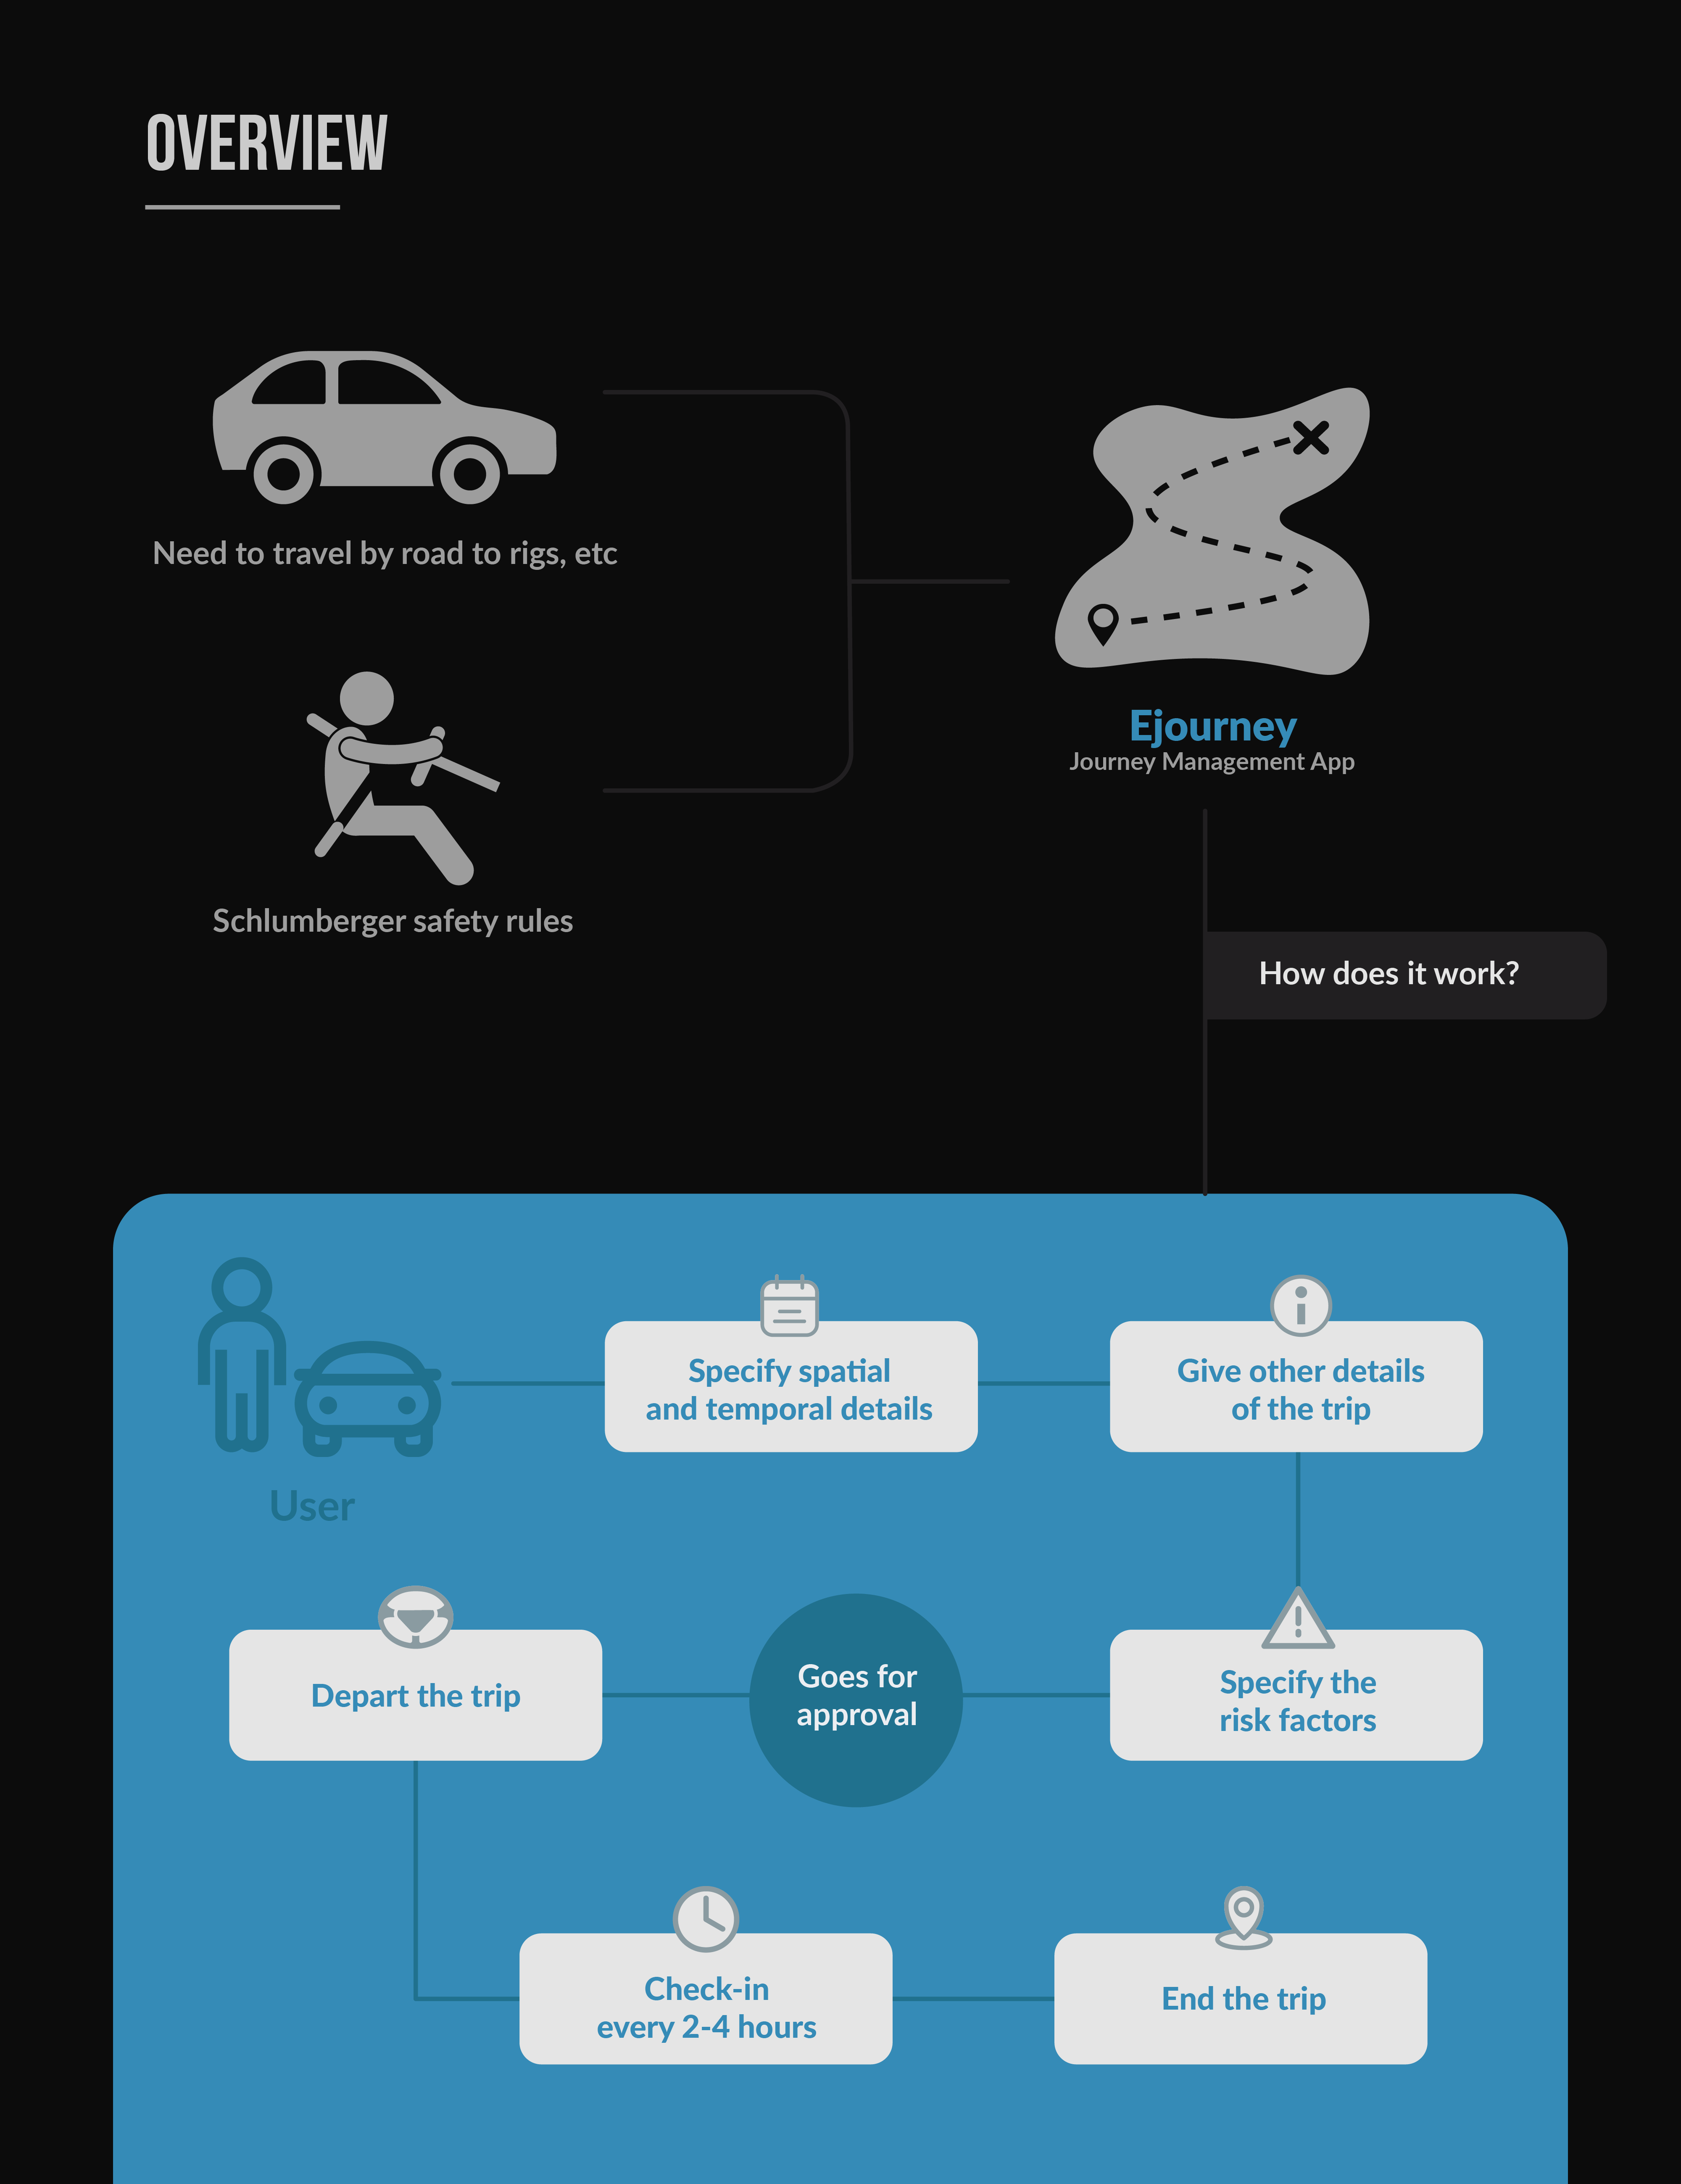 OVERVIEW
Need to travel by road to rigs, etc
Schlumberger safety rules
Ejourney
Journey Management App
How does it work?
User
Specify spatial
and temporal details
Give other details
of the trip
Specify the
risk factors
Goes for
approval
Depart the trip
Check-in
every 2-4 hours
End the trip